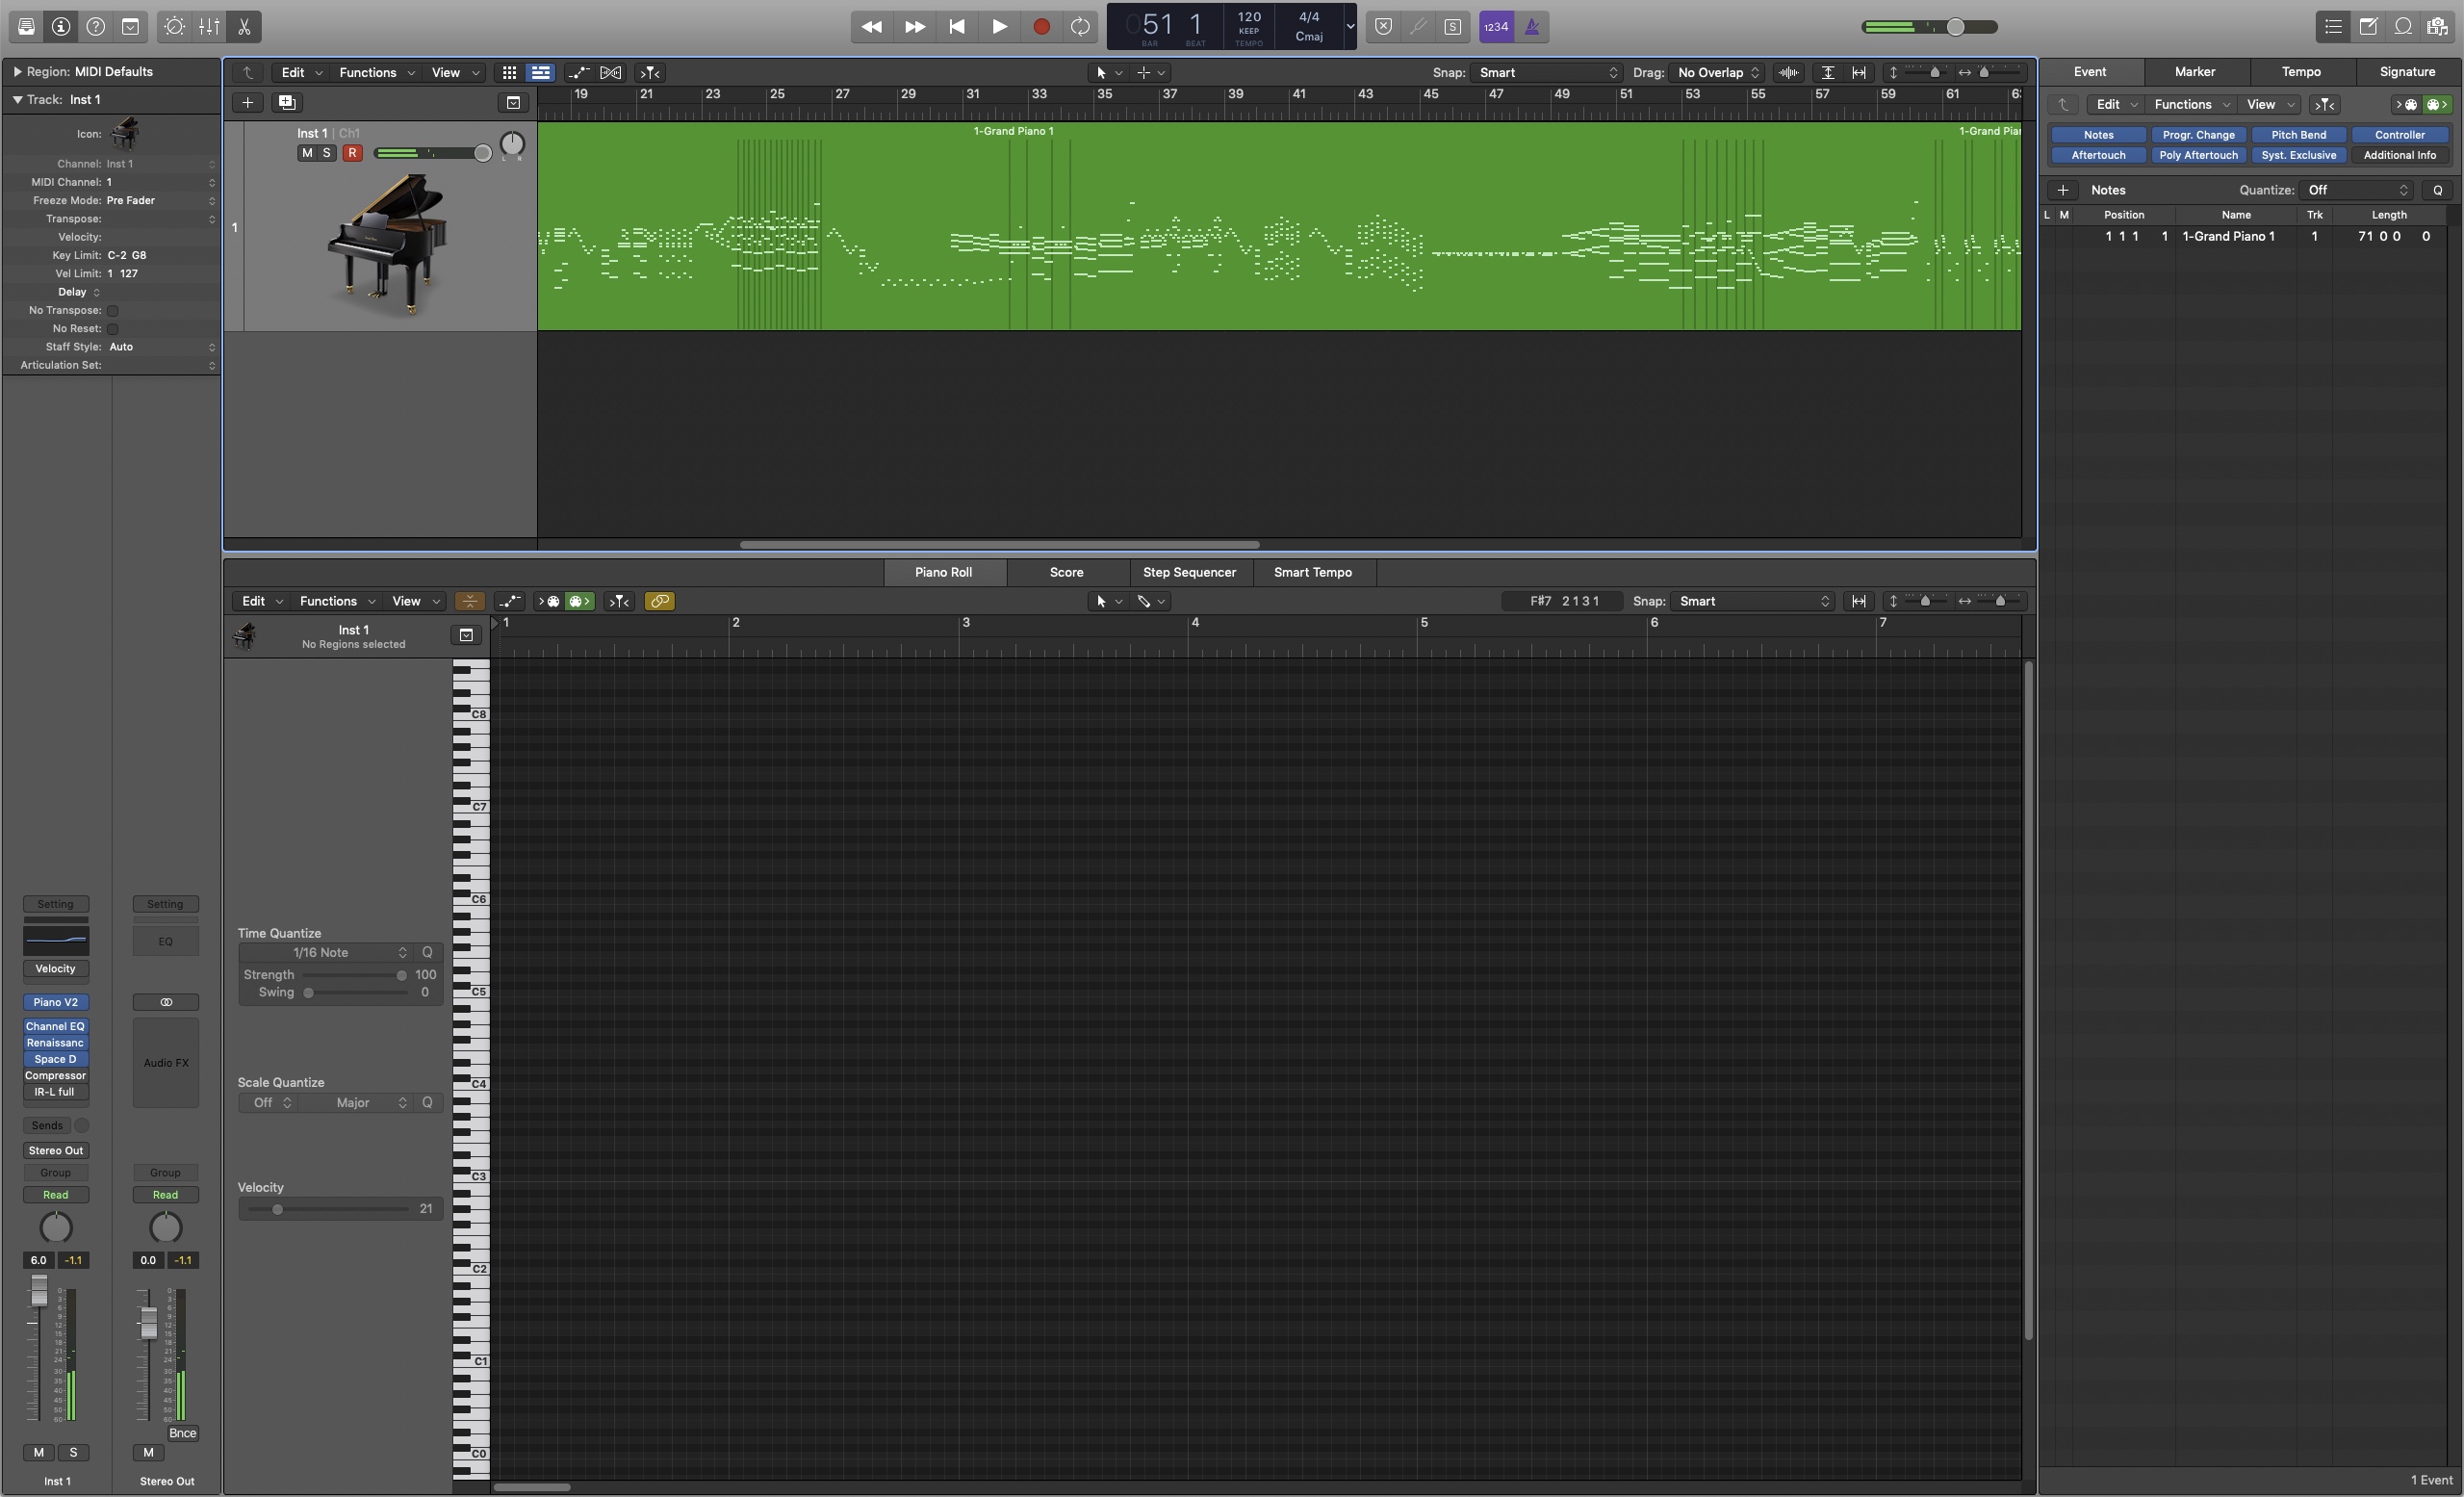 051 1
BAR BEAT
120
KEEP
TEMPO
4/4
Cmaj
S
1234
Region: MIDI Defaults
Track: Inst 1
Icon:
Channel: Inst 1
MIDI Channel: 1
Freeze Mode: Pre Fader
Transpose:
Velocity:
Key Limit: C-2 G8
Vel Limit: 1 127
Delay
No Transpose:
No Reset:
Staff Style: Auto
Articulation Set:
Setting Setting
EQ
Velocity
Piano V2
Channel EQ
Renaissanc
Space D
Compressor
IR-L full
Audio FX
Sends
Stereo Out
Group Group
Read Read
6.0 -1.1 0.0 -1.1
Bnce
M S M
Inst 1 Stereo Out
Edit Functions View Snap: Smart Drag: No Overlap
19 21 23 25 27 29 31 33 35 37 39 41 43 45 47 49 51 53 55 57 59 61
1
Inst 1 | Ch1
M S R
L R
1-Grand Piano 1
1-Grand Pia
Piano Roll Score Step Sequencer Smart Tempo
Edit Functions View F#7 2 1 3 1 Snap: Smart
Inst 1
No Regions selected
1 2 3 4 5 6 7
Time Quantize
1/16 Note Q
Strength 100
Swing 0
Scale Quantize
Off Major Q
Velocity
21
C8
C7
C6
C5
C4
C3
C2
C1
C0
Event Marker Tempo Signature
Edit Functions View
Notes Progr. Change Pitch Bend Controller
Aftertouch Poly Aftertouch Syst. Exclusive Additional Info
Notes Quantize: Off Q
L M Position Name Trk Length
1 1 1 1 1-Grand Piano 1 1 71 0 0 0
1 Event